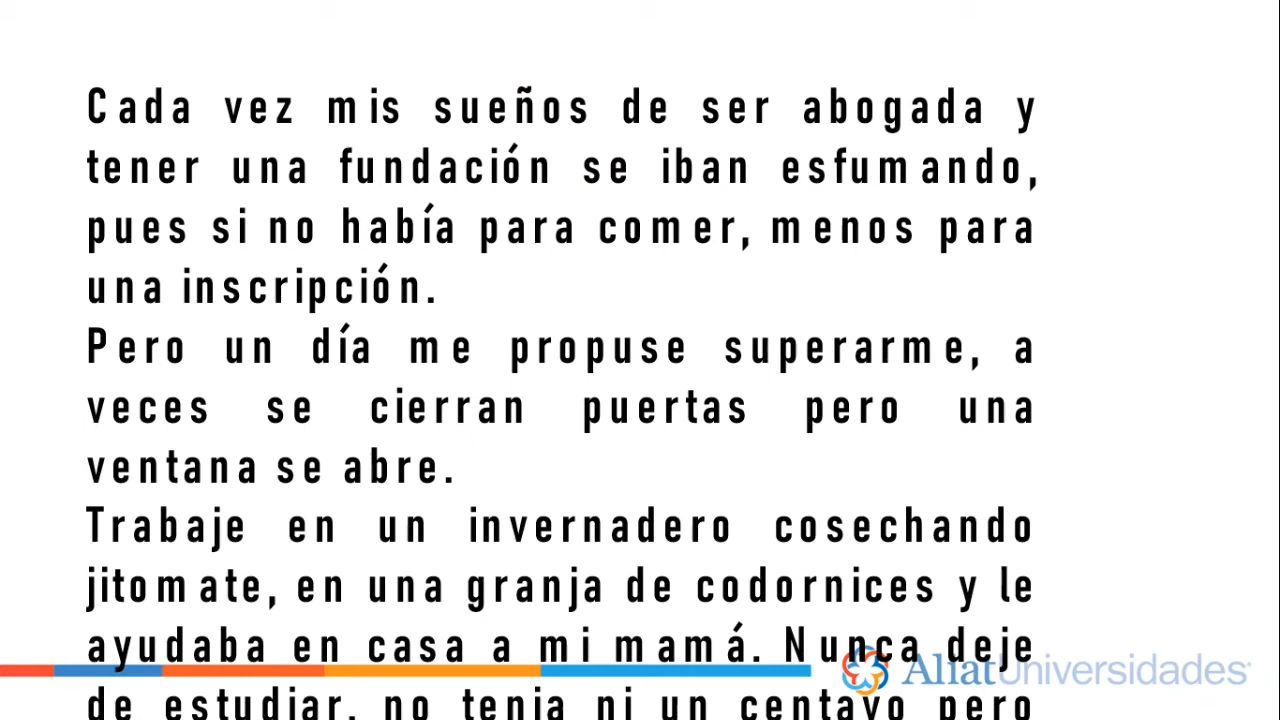 Cada vez mis sueños de ser abogada y
tener una fundación se iban esfumando,
pues si no había para comer, menos para
una inscripción.
Pero un día me propuse superarme, a
veces se cierran puertas pero una
ventana se abre.
Trabaje en un invernadero cosechando
jitomate, en una granja de codornices y le
ayudaba en casa a mi mamá. Nunca deje
Aliat Universidades
de estudiar, no tenia ni un centavo pero